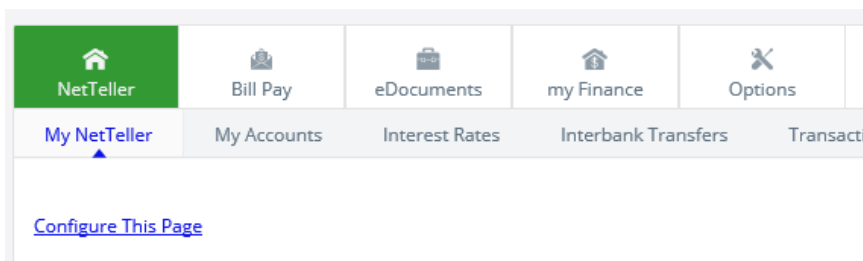 NetTeller Bill Pay eDocuments my Finance Options
My NetTeller My Accounts Interest Rates Interbank Transfers
Configure This Page